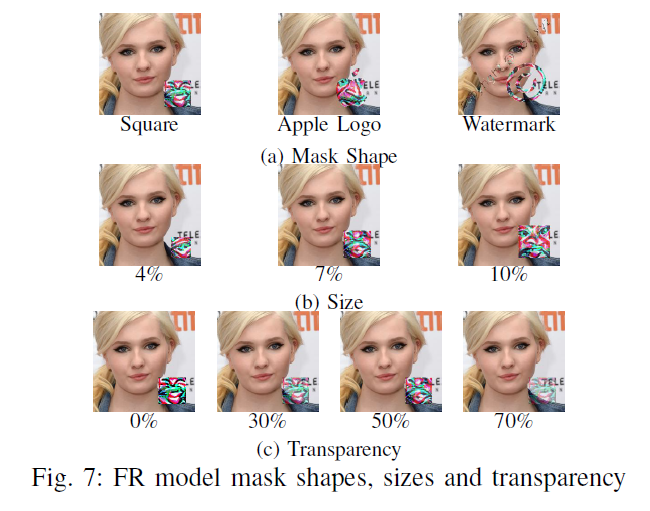 Square Apple Logo Watermark
(a) Mask Shape
4% 7% 10%
(b) Size
0% 30% 50% 70%
(c) Transparency
Fig. 7: FR model mask shapes, sizes and transparency